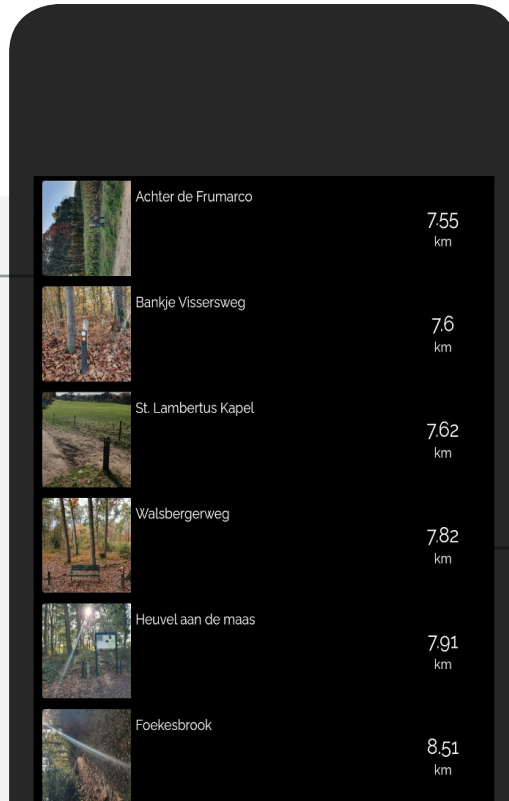 Achter de Frumarco
7.55
km
Bankje Vissersweg
7.6
km
St. Lambertus Kapel
7.62
km
Walsbergerweg
7.82
km
Heuvel aan de maas
7.91
km
Foekesbrook
8.51
km